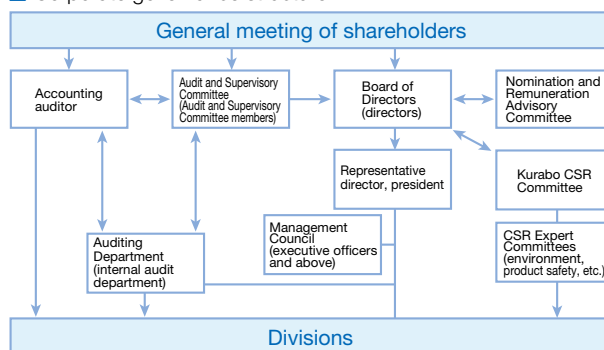 General meeting of shareholders
Accounting
auditor
Audit and Supervisory
Committee
(Audit and Supervisory
Committee members)
Board of
Directors
(directors)
Nomination and
Remuneration
Advisory
Committee
Representative
director, president
Kurabo CSR
Committee
Management
Council
(executive officers
and above)
Auditing
Department
(internal audit
department)
CSR Expert
Committees
(environment,
product safety, etc.)
Divisions